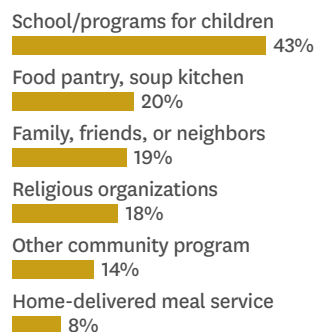 School/programs for children
43%
Food pantry, soup kitchen
20%
Family, friends, or neighbors
19%
Religious organizations
18%
Other community program
14%
Home-delivered meal service
8%